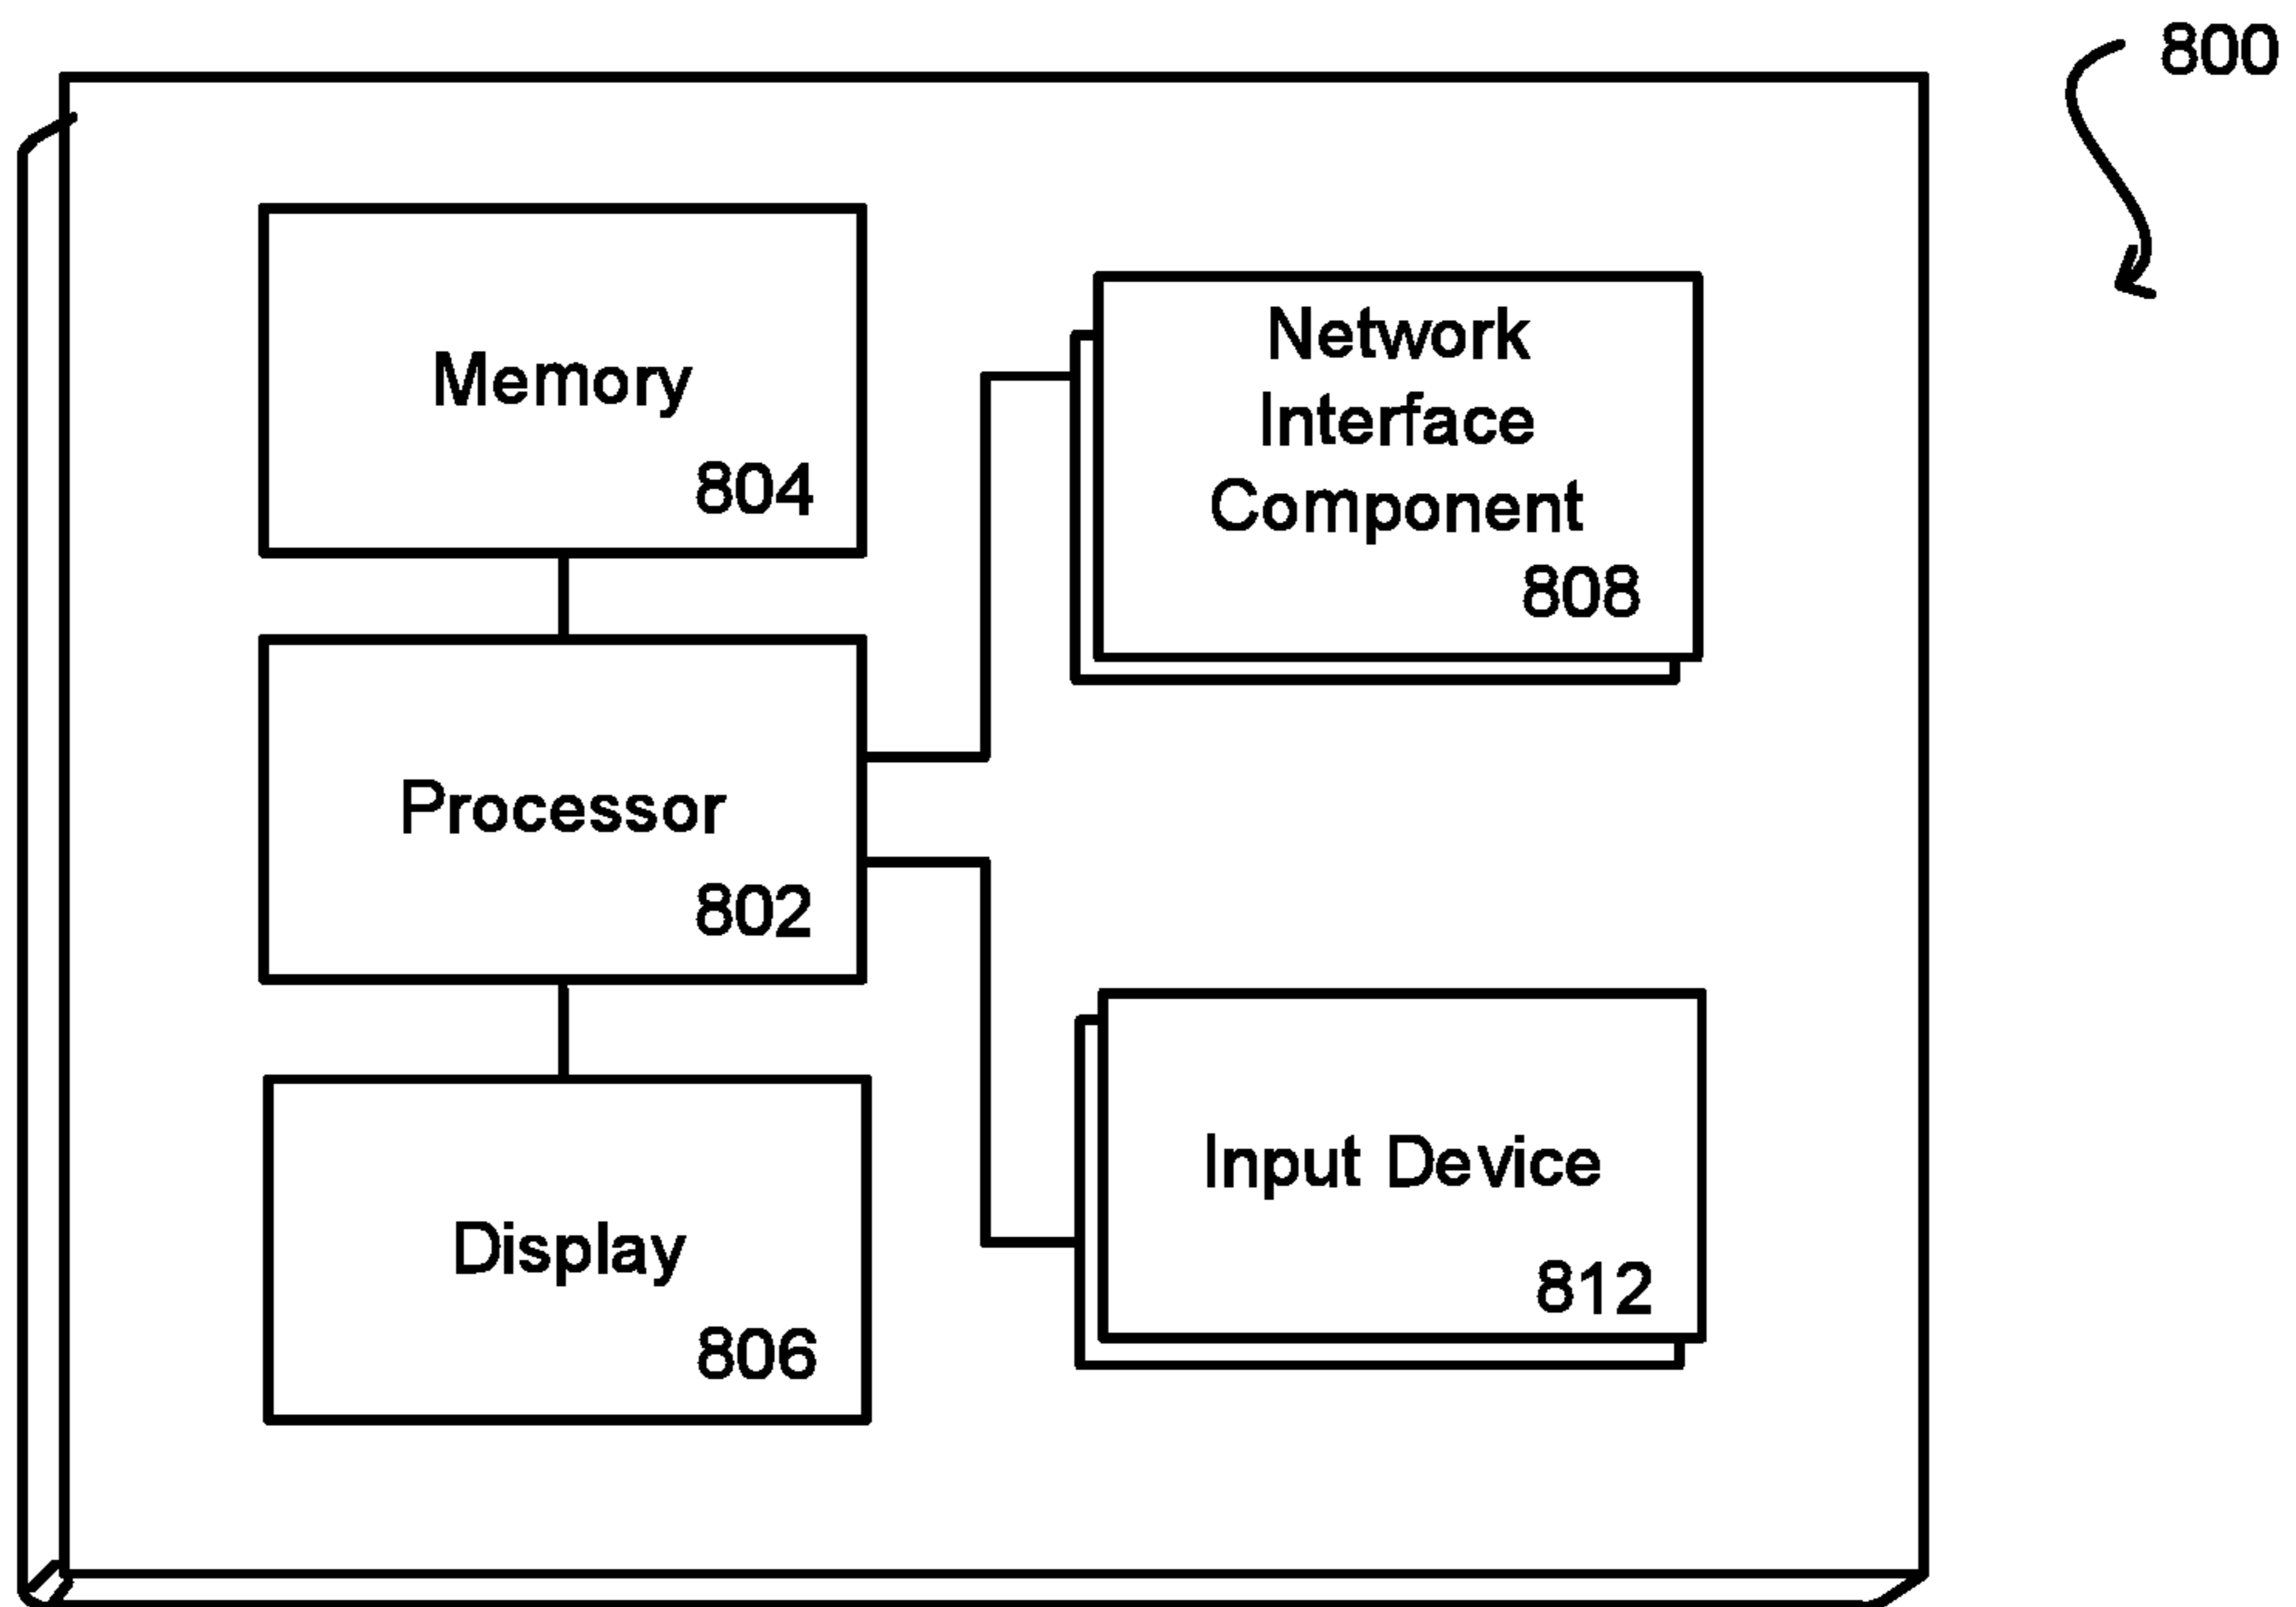 800
Memory
804
Network
Interface
Component
808
Processor
802
Display
806
Input Device
812